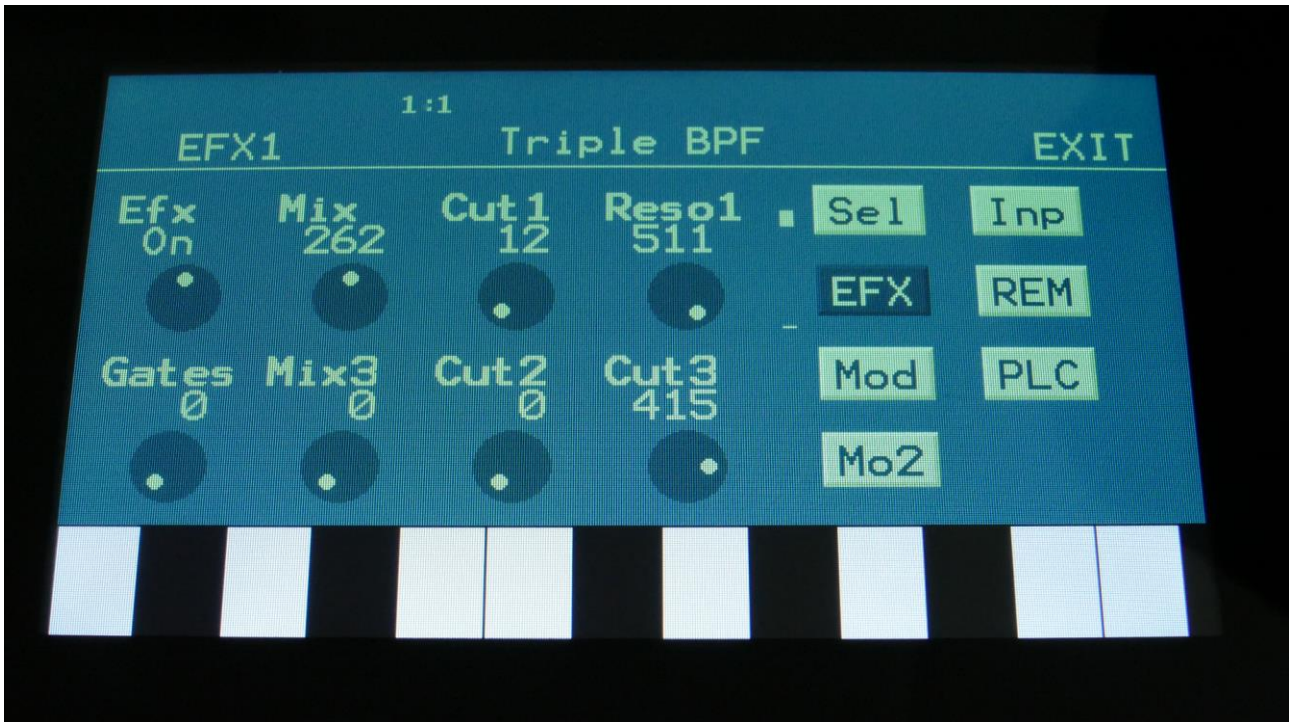 1:1
EFX1 Triple BPF EXIT
Efx Mix Cut1 Reso1 Sel Inp
On 262 12 511
EFX REM
Gates Mix3 Cut2 Cut3 Mod PLC
0 0 0 415
Mo2